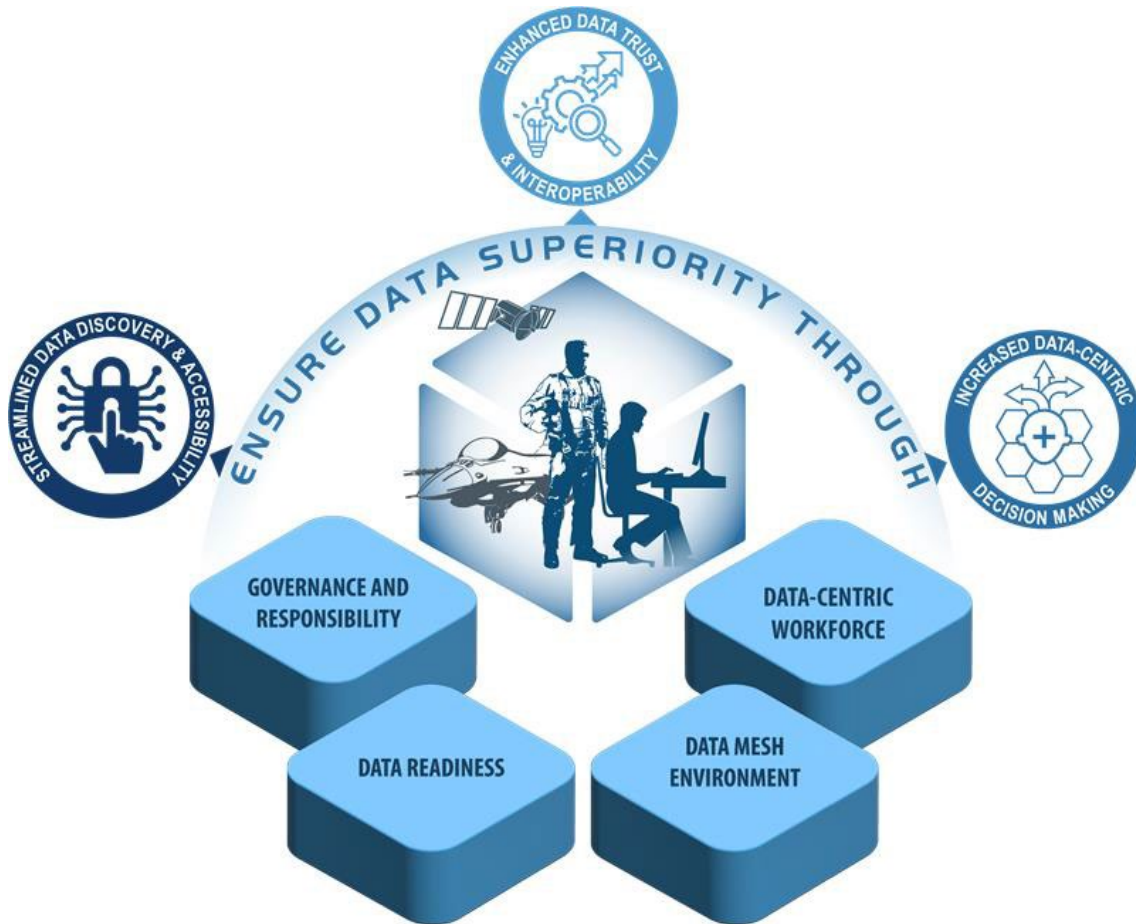 ENHANCED DATA TRUST
& INTEROPERABILITY
ENSURE DATA SUPERIORITY THROUGH
STREAMLINED DATA DISCOVERY & ACCESSIBILITY
INCREASED DATA-CENTRIC
DECISION MAKING
GOVERNANCE AND
RESPONSIBILITY
DATA-CENTRIC
WORKFORCE
DATA READINESS
DATA MESH
ENVIRONMENT